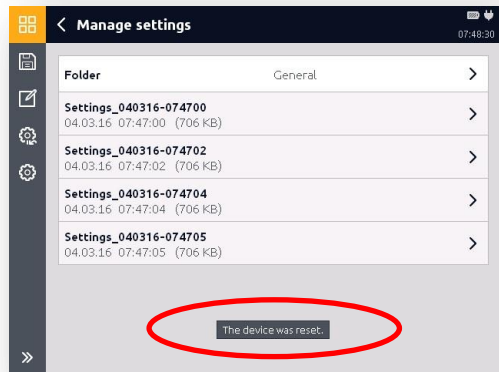 Manage settings
07:48:30
Folder General
Settings_040316-074700
04.03.16 07:47:00 (706 KB)
Settings_040316-074702
04.03.16 07:47:02 (706 KB)
Settings_040316-074704
04.03.16 07:47:04 (706 KB)
Settings_040316-074705
04.03.16 07:47:05 (706 KB)
The device was reset.